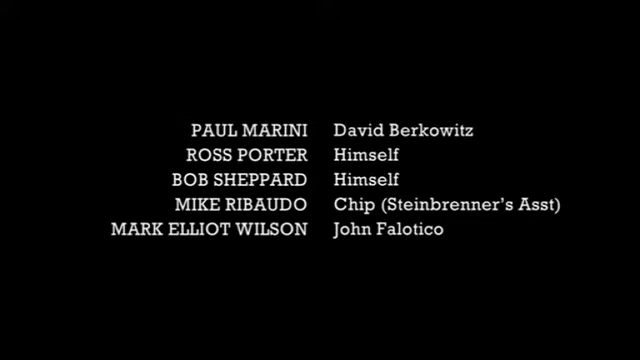 PAUL MARINI David Berkowitz
ROSS PORTER Himself
BOB SHEPPARD Himself
MIKE RIBAUDO Chip (Steinbrenner's Asst)
MARK ELLIOT WILSON John Falotico